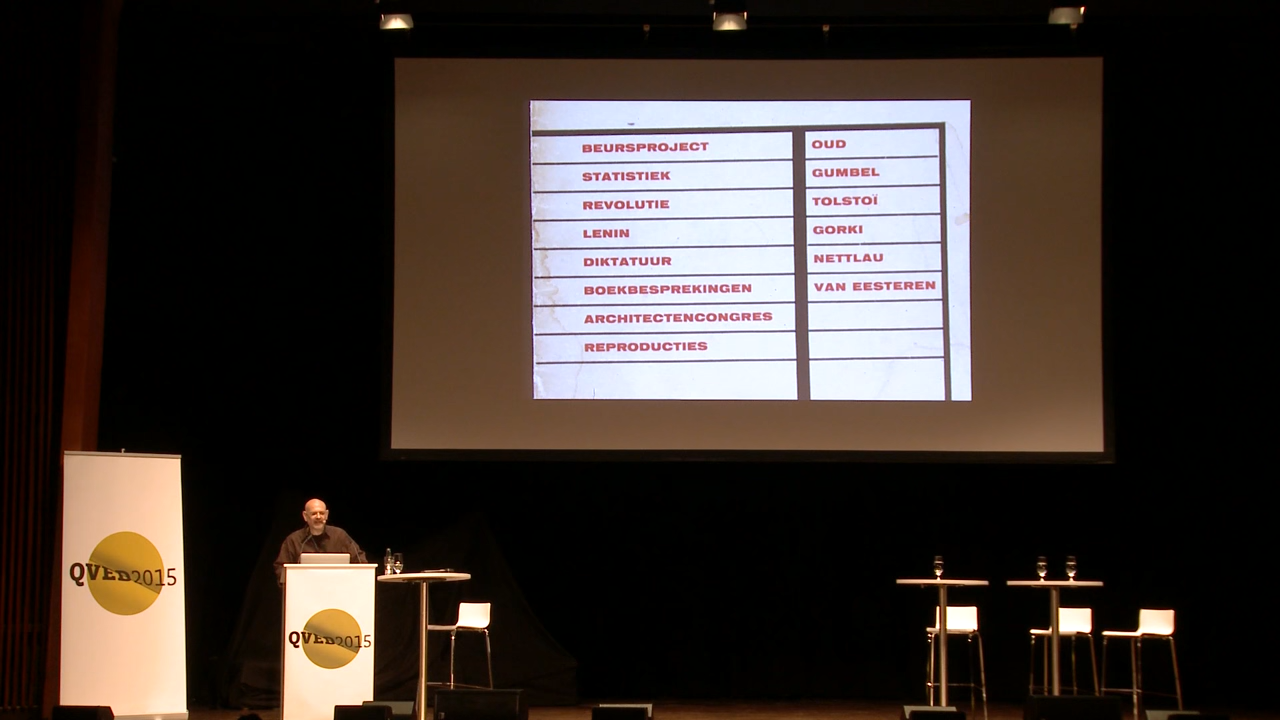 BEURSPROJECT OUD
STATISTIEK GUMBEL
REVOLUTIE TOLSTOÏ
LENIN GORKI
DIKTATUUR NETTLAU
BOEKBESPREKINGEN VAN EESTEREN
ARCHITECTENCONGRES
REPRODUCTIES
QVED2015
QVED2015